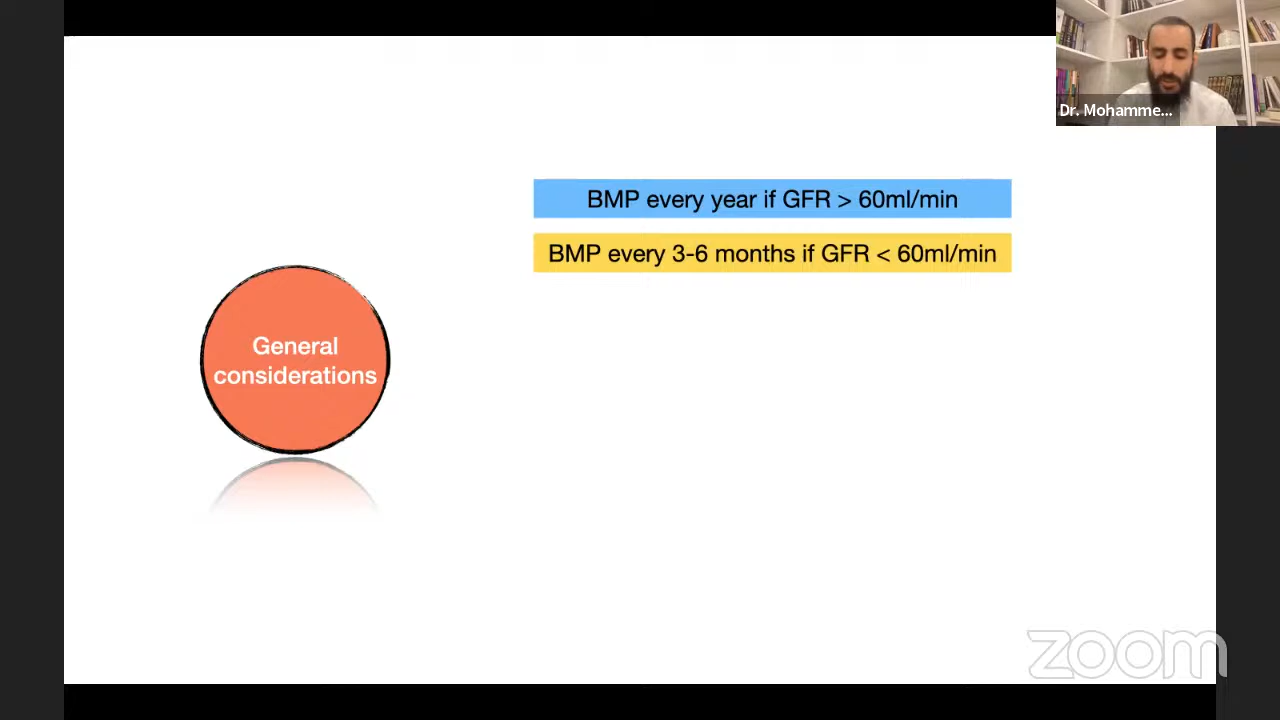 Dr. Mohamme...
BMP every year if GFR > 60ml/min
BMP every 3-6 months if GFR < 60ml/min
General
considerations
zoom